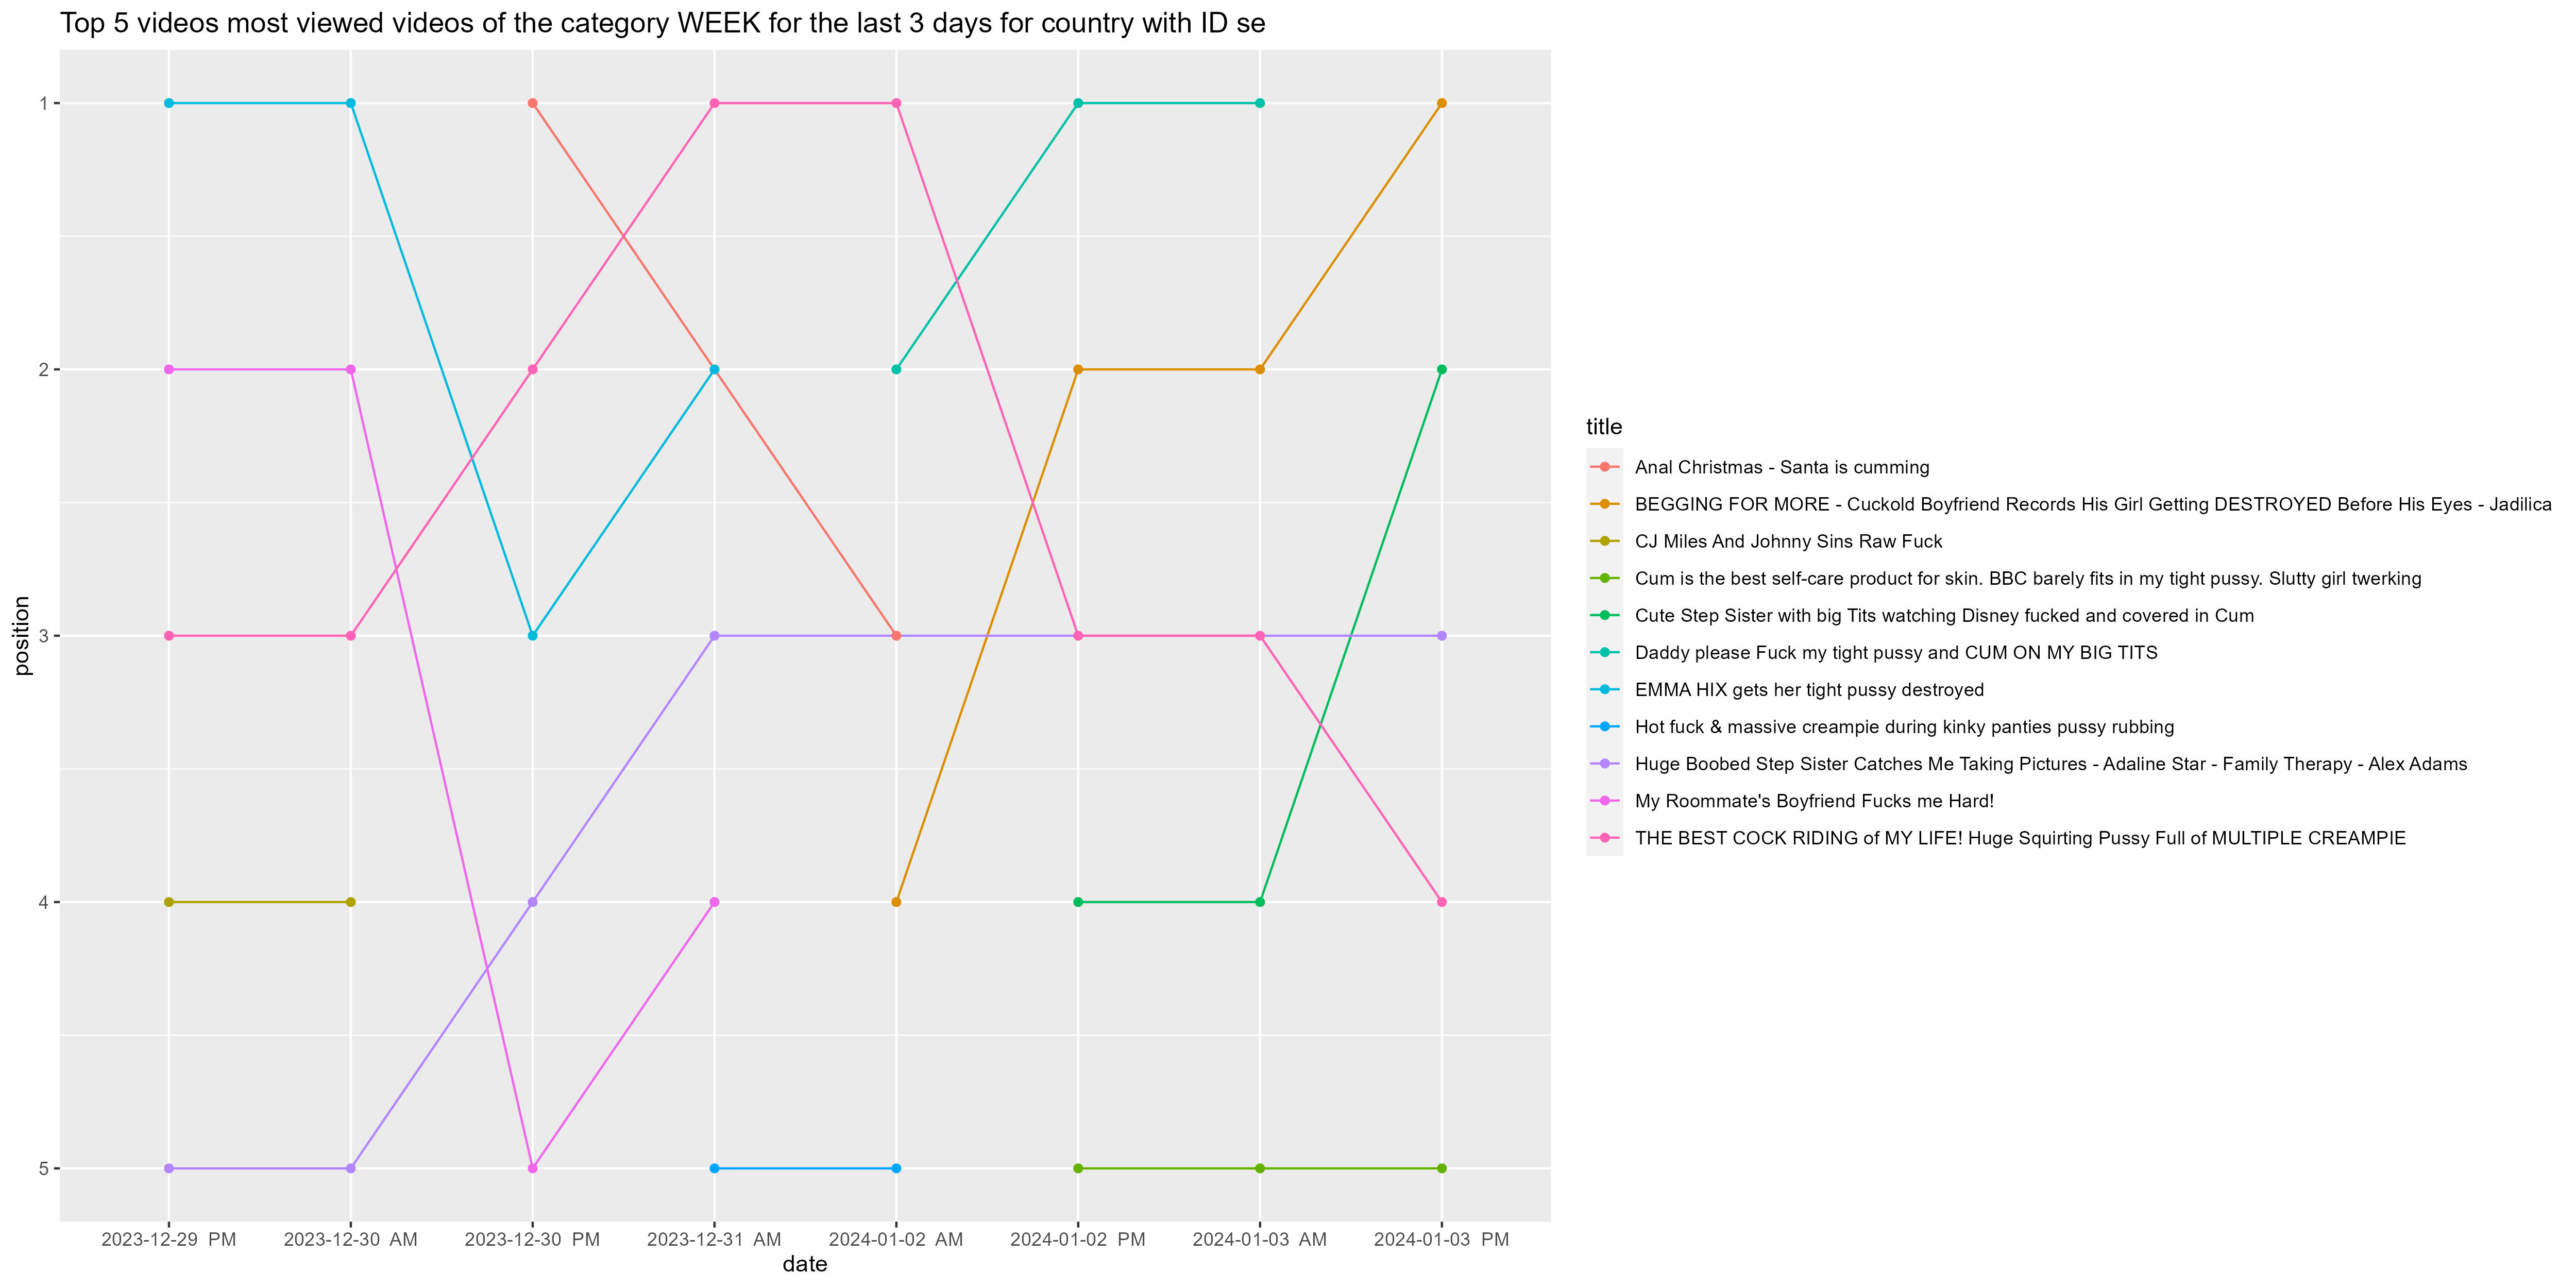 Top 5 videos most viewed videos of the category WEEK for the last 3 days for country with ID se
1
2
3
4
5
position
2023-12-29 PM
2023-12-30 AM
2023-12-30 PM
2023-12-31 AM
2024-01-02 AM
2024-01-02 PM
2024-01-03 AM
2024-01-03 PM
date
title
Anal Christmas - Santa is cumming
BEGGING FOR MORE - Cuckold Boyfriend Records His Girl Getting DESTROYED Before His Eyes - Jadilica
CJ Miles And Johnny Sins Raw Fuck
Cum is the best self-care product for skin. BBC barely fits in my tight pussy. Slutty girl twerking
Cute Step Sister with big Tits watching Disney fucked and covered in Cum
Daddy please Fuck my tight pussy and CUM ON MY BIG TITS
EMMA HIX gets her tight pussy destroyed
Hot fuck & massive creampie during kinky panties pussy rubbing
Huge Boobed Step Sister Catches Me Taking Pictures - Adaline Star - Family Therapy - Alex Adams
My Roommate's Boyfriend Fucks me Hard!
THE BEST COCK RIDING of MY LIFE! Huge Squirting Pussy Full of MULTIPLE CREAMPIE